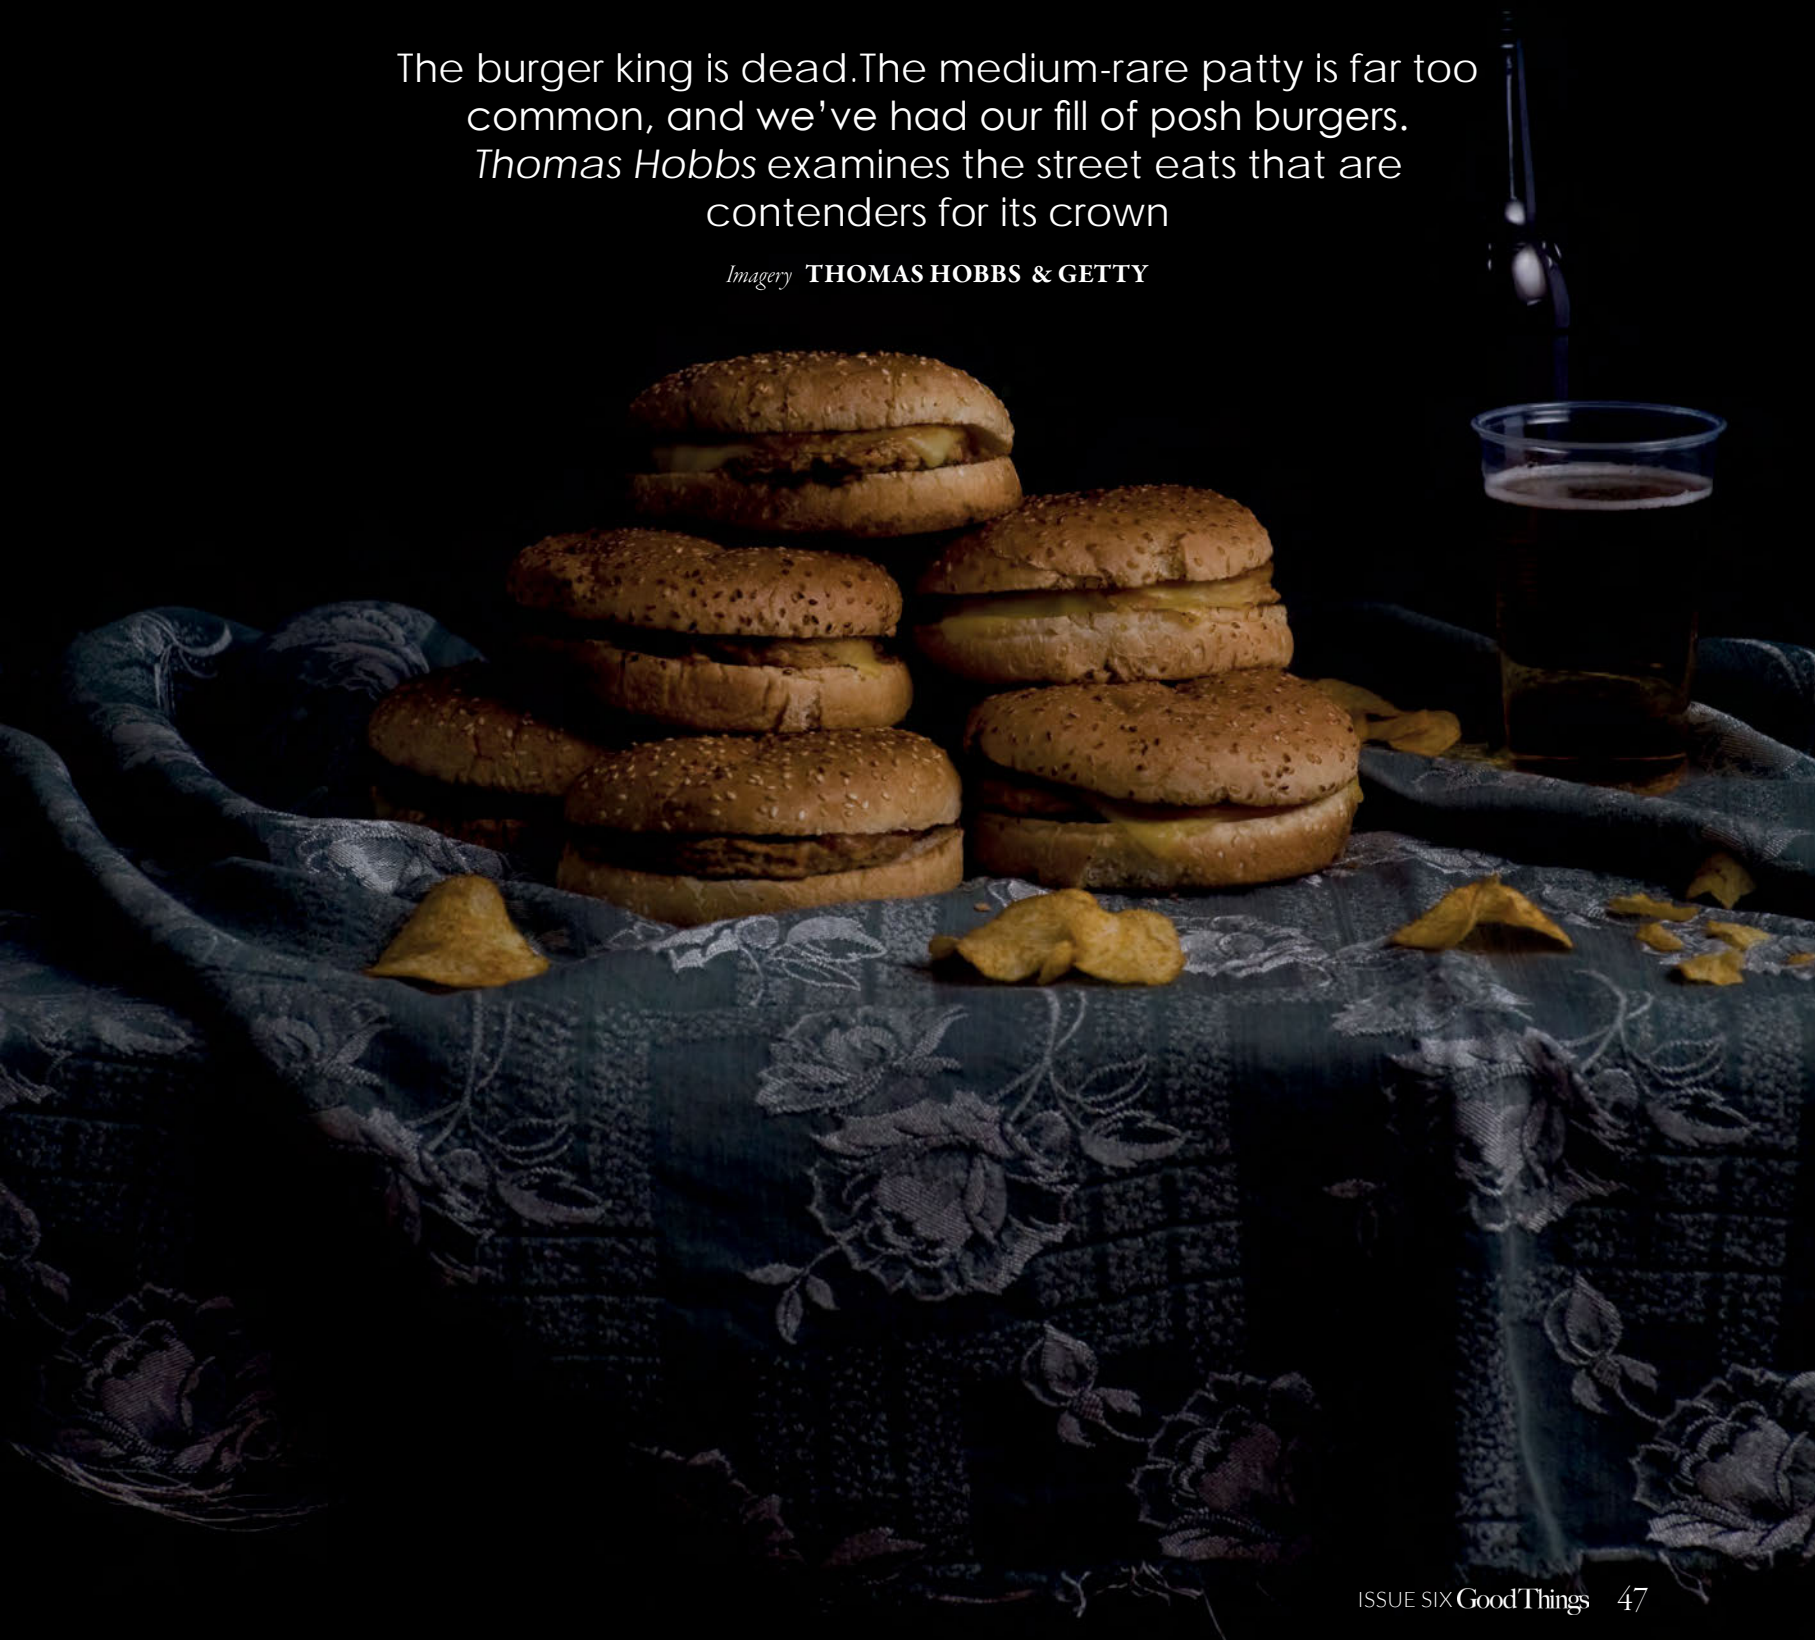 The burger king is dead.The medium-rare patty is far too
common, and we've had our fill of posh burgers.
Thomas Hobbs examines the street eats that are
contenders for its crown
Imagery THOMAS HOBBS & GETTY
ISSUE SIX Good Things 47